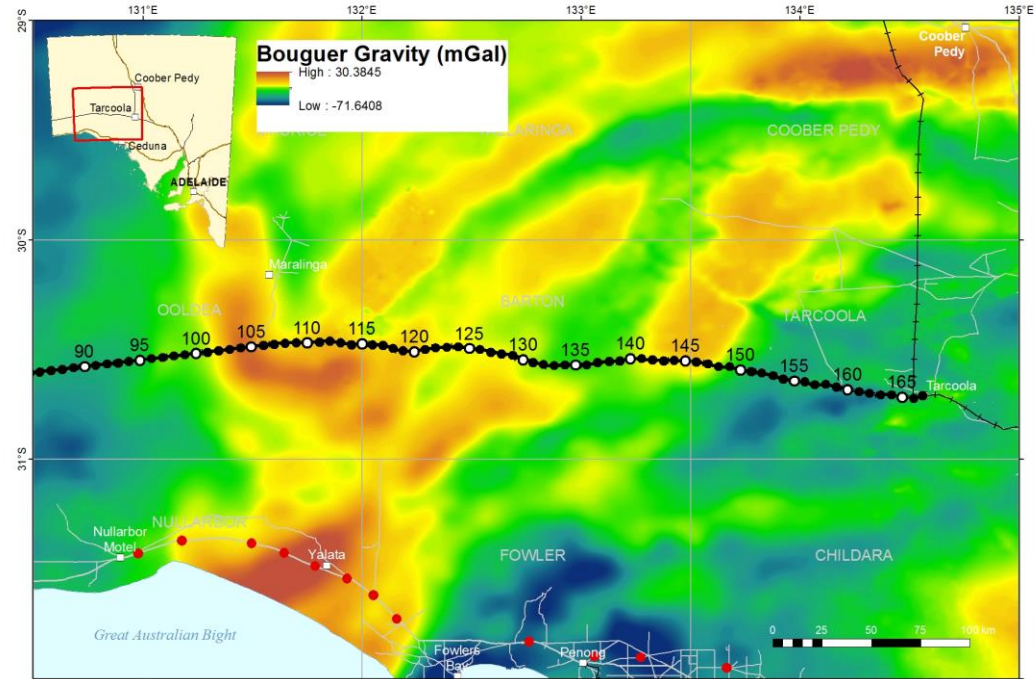 131°E
132°E
133°E
134°E
135°E
29°S
30°S
31°S
Bouguer Gravity (mGal)
High : 30.3845
Low : -71.6408
Coober Pedy
Tarcoola
Ceduna
ADELAIDE
Coober
Pedy
COOBER PEDY
Maralinga
OOLDEA
BARTON
TARCOOLA
90
95
100
105
110
115
120
125
130
135
140
145
150
155
160
165
Tarcoola
NULLARBOR
Nullarbor
Motel
Yalata
FOWLER
CHILDARA
Great Australian Bight
Fowlers
Bay
Penong
0
25
50
75
100 km